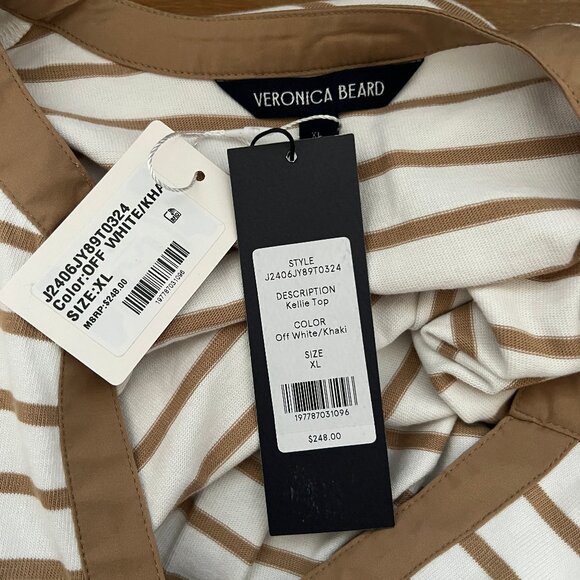 VERONICA BEARD
XL
J2406JY89T0324
Color:OFF WHITE/KHA
SIZE:XL
MSRP:$248.00
197787031096
STYLE
J2406JY89T0324
DESCRIPTION
Kellie Top
COLOR
Off White/Khaki
SIZE
XL
197787031096
$248.00